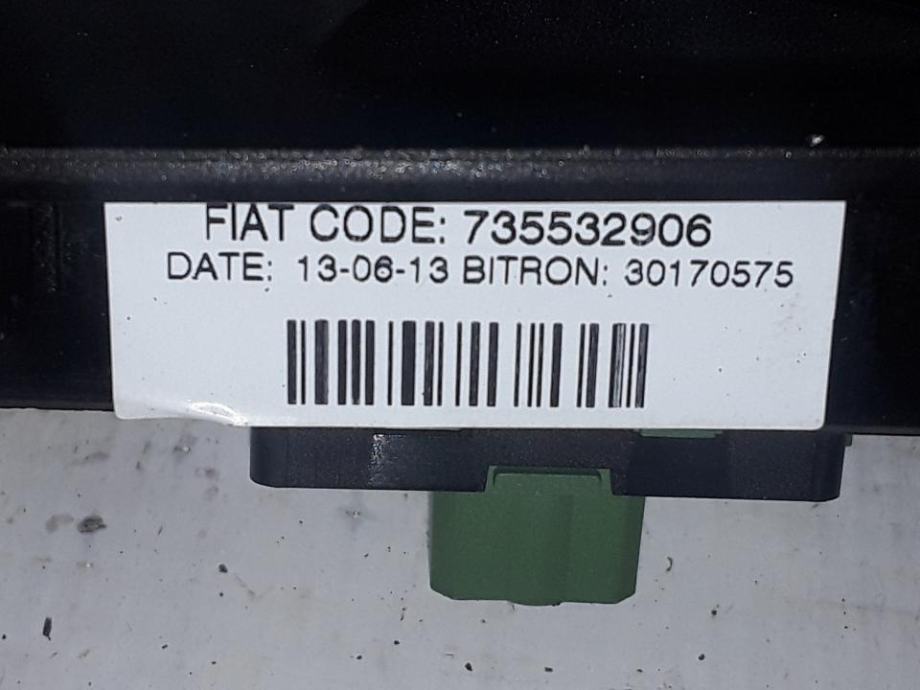 FIAT CODE: 735532906
DATE: 13-06-13 BITRON: 30170575